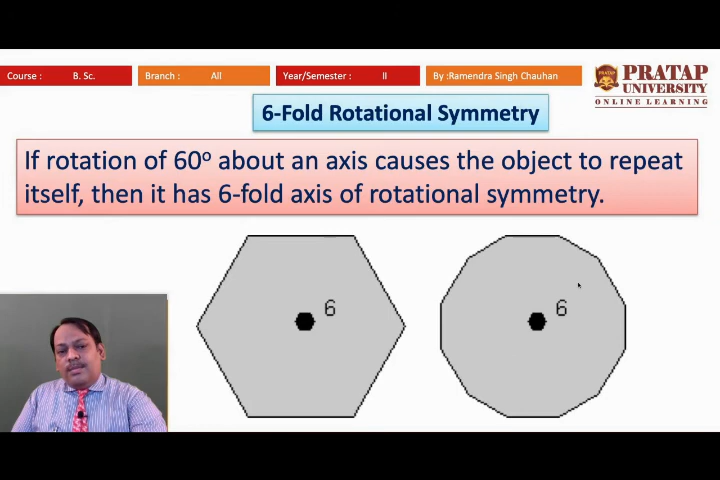 Course : B. Sc. Branch : All Year/Semester : II By :Ramendra Singh Chauhan
PRATAP
UNIVERSITY
ONLINE LEARNING
6-Fold Rotational Symmetry
If rotation of 60º about an axis causes the object to repeat
itself, then it has 6-fold axis of rotational symmetry.
6 6